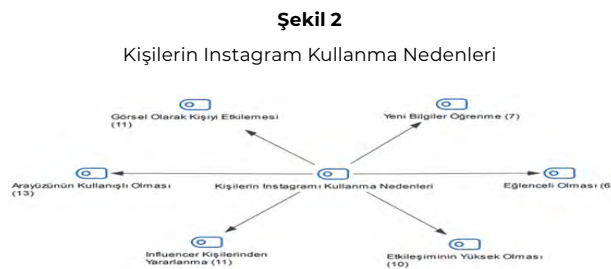 Şekil 2
Kişilerin Instagram Kullanma Nedenleri
Görsel Olarak Kişiyi Etkilemesi
(11)
Yeni Bilgiler Öğrenme (7)
Arayüzünün Kullanışlı Olması
(13)
Kişilerin Instagramı Kullanma Nedenleri
Eğlenceli Olması (6
Influencer Kişilerinden
Yararlanma (11)
Etkileşiminin Yüksek Olması
(10)